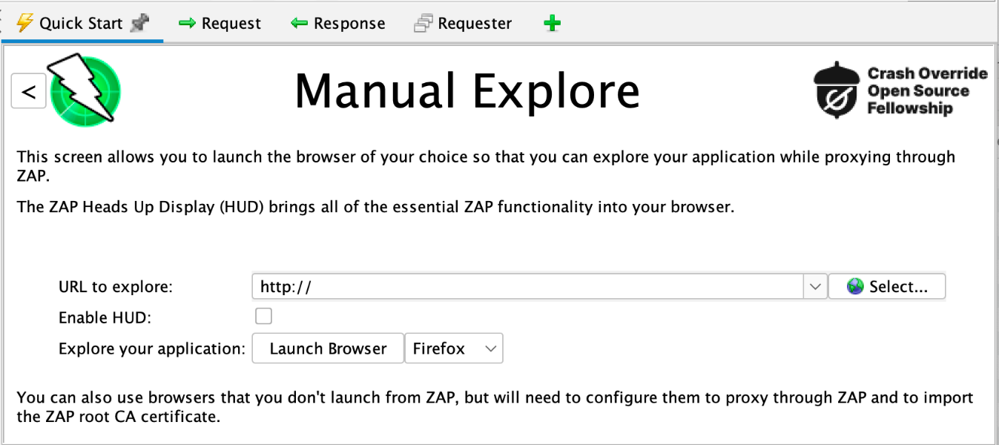 Quick Start
Request
Response
Requester
<
Manual Explore
Crash Override
Open Source
Fellowship
This screen allows you to launch the browser of your choice so that you can explore your application while proxying through
ZAP.
The ZAP Heads Up Display (HUD) brings all of the essential ZAP functionality into your browser.
URL to explore:
http://
Select...
Enable HUD:
Explore your application:
Launch Browser
Firefox
You can also use browsers that you don't launch from ZAP, but will need to configure them to proxy through ZAP and to import
the ZAP root CA certificate.